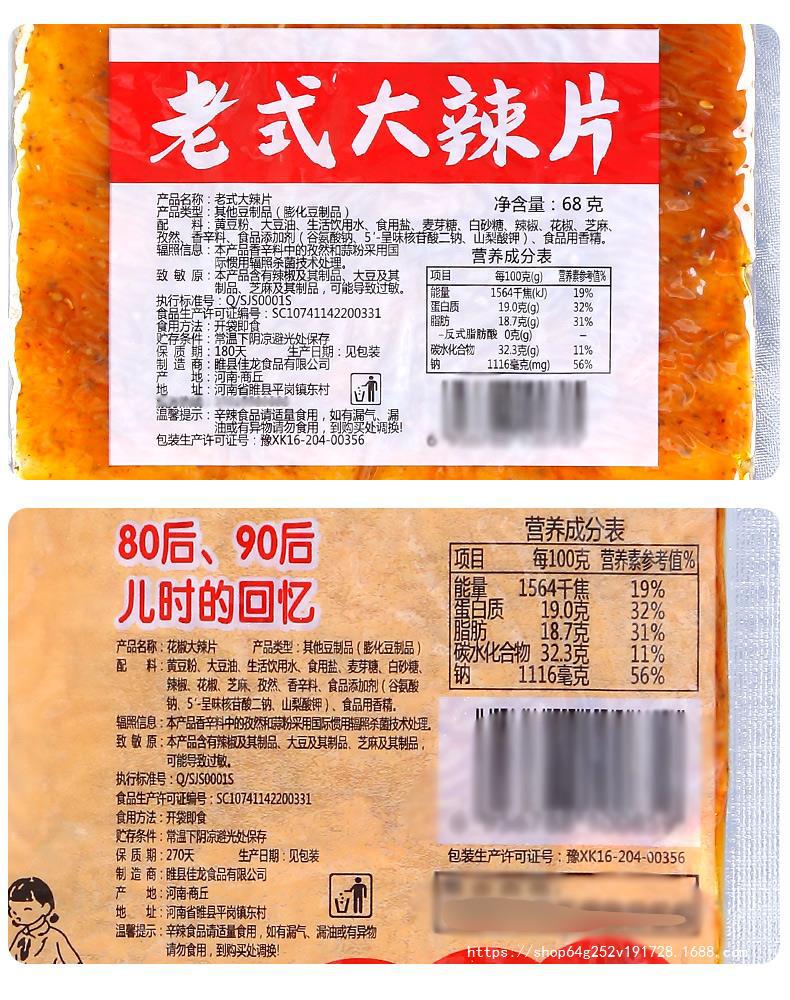 老式大辣片
产品名称：老式大辣片
产品类型：其他豆制品（膨化豆制品）
净含量：68 克
配 料：黄豆粉、大豆油、生活饮用水、食用盐、麦芽糖、白砂糖、辣椒、花椒、芝麻、
孜然、香辛料、食品添加剂（谷氨酸钠、5´-呈味核苷酸二钠、山梨酸钾）、食品用香精。
辐照信息：本产品香辛料中的孜然和蒜粉采用国
际惯用辐照杀菌技术处理。
致 敏 原：本产品含有辣椒及其制品、大豆及其
制品、芝麻及其制品，可能导致过敏。
执行标准号：Q/SJS0001S
食品生产许可证编号：SC10741142200331
食用方法：开袋即食
贮存条件：常温下阴凉避光处保存
保 质 期：180天 生产日期：见包装
制 造 商：睢县佳龙食品有限公司
产 地：河南·商丘
地 址：河南省睢县平岗镇东村
温馨提示：辛辣食品请适量食用，如有漏气、漏
油或有异物请勿食用，到购买处调换!
包装生产许可证号：豫XK16-204-00356
营养成分表
项目 每100克(g) 营养素参考值%
能量 1564千焦(kJ) 19%
蛋白质 19.0克(g) 32%
脂肪 18.7克(g) 31%
-反式脂肪酸 0克(g) –
碳水化合物 32.3克(g) 11%
钠 1116毫克(mg) 56%
6
80后、90后
儿时的回忆
产品名称：花椒大辣片 产品类型：其他豆制品（膨化豆制品）
配 料：黄豆粉、大豆油、生活饮用水、食用盐、麦芽糖、白砂糖、
辣椒、花椒、芝麻、孜然、香辛料、食品添加剂（谷氨酸
钠、5´-呈味核苷酸二钠、山梨酸钾）、食品用香精。
辐照信息：本产品香辛料中的孜然和蒜粉采用国际惯用辐照杀菌技术处理。
致 敏 原：本产品含有辣椒及其制品、大豆及其制品、芝麻及其制品，
可能导致过敏。
执行标准号：Q/SJS0001S
食品生产许可证编号：SC10741142200331
食用方法：开袋即食
贮存条件：常温下阴凉避光处保存
保 质 期：270天 生产日期：见包装
制 造 商：睢县佳龙食品有限公司
产 地：河南·商丘
地 址：河南省睢县平岗镇东村
温馨提示：辛辣食品请适量食用，如有漏气、漏油或有异物
请勿食用，到购买处调换!
营养成分表
项目 每100克 营养素参考值%
能量 1564千焦 19%
蛋白质 19.0克 32%
脂肪 18.7克 31%
碳水化合物 32.3克 11%
钠 1116毫克 56%
包装生产许可证号：豫XK16-204-00356
https://shop64g252v191728.1688.com